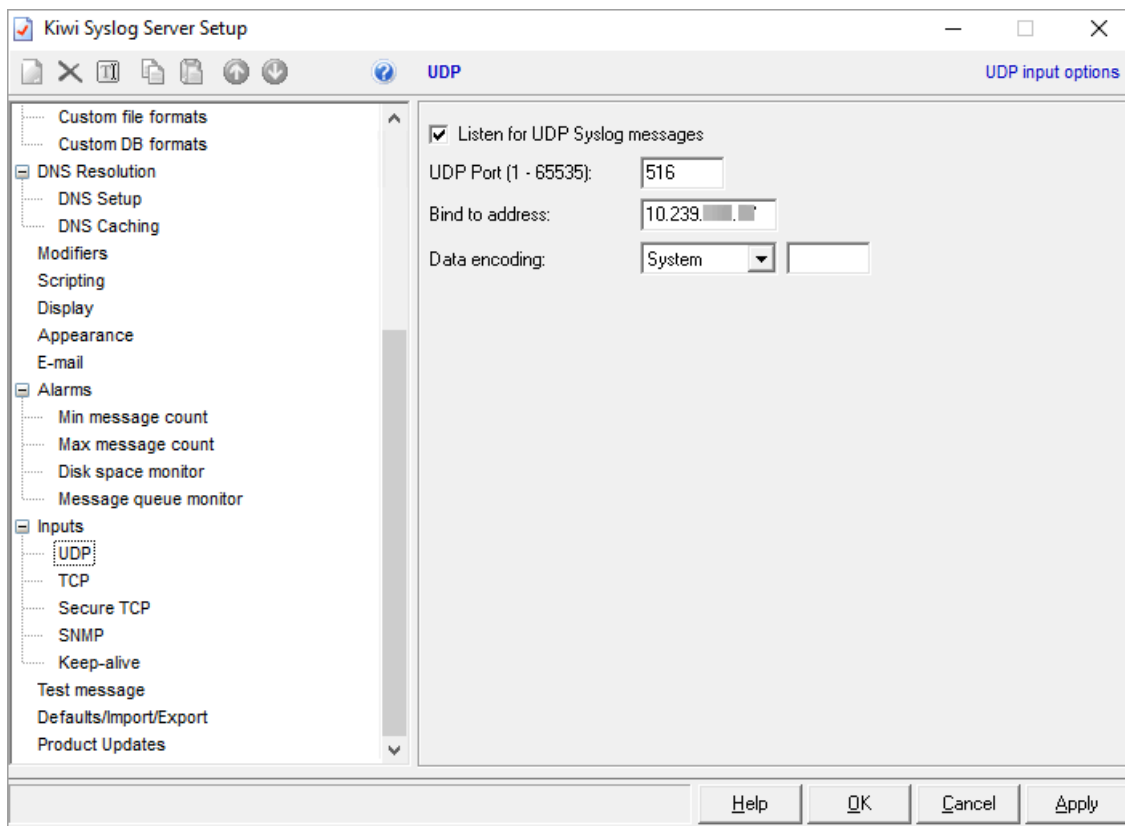 Kiwi Syslog Server Setup
UDP
UDP input options
Custom file formats
Custom DB formats
DNS Resolution
DNS Setup
DNS Caching
Modifiers
Scripting
Display
Appearance
E-mail
Alarms
Min message count
Max message count
Disk space monitor
Message queue monitor
Inputs
UDP
TCP
Secure TCP
SNMP
Keep-alive
Test message
Defaults/Import/Export
Product Updates
Listen for UDP Syslog messages
UDP Port (1 - 65535): 516
Bind to address: 10.239.
Data encoding: System
Help OK Cancel Apply